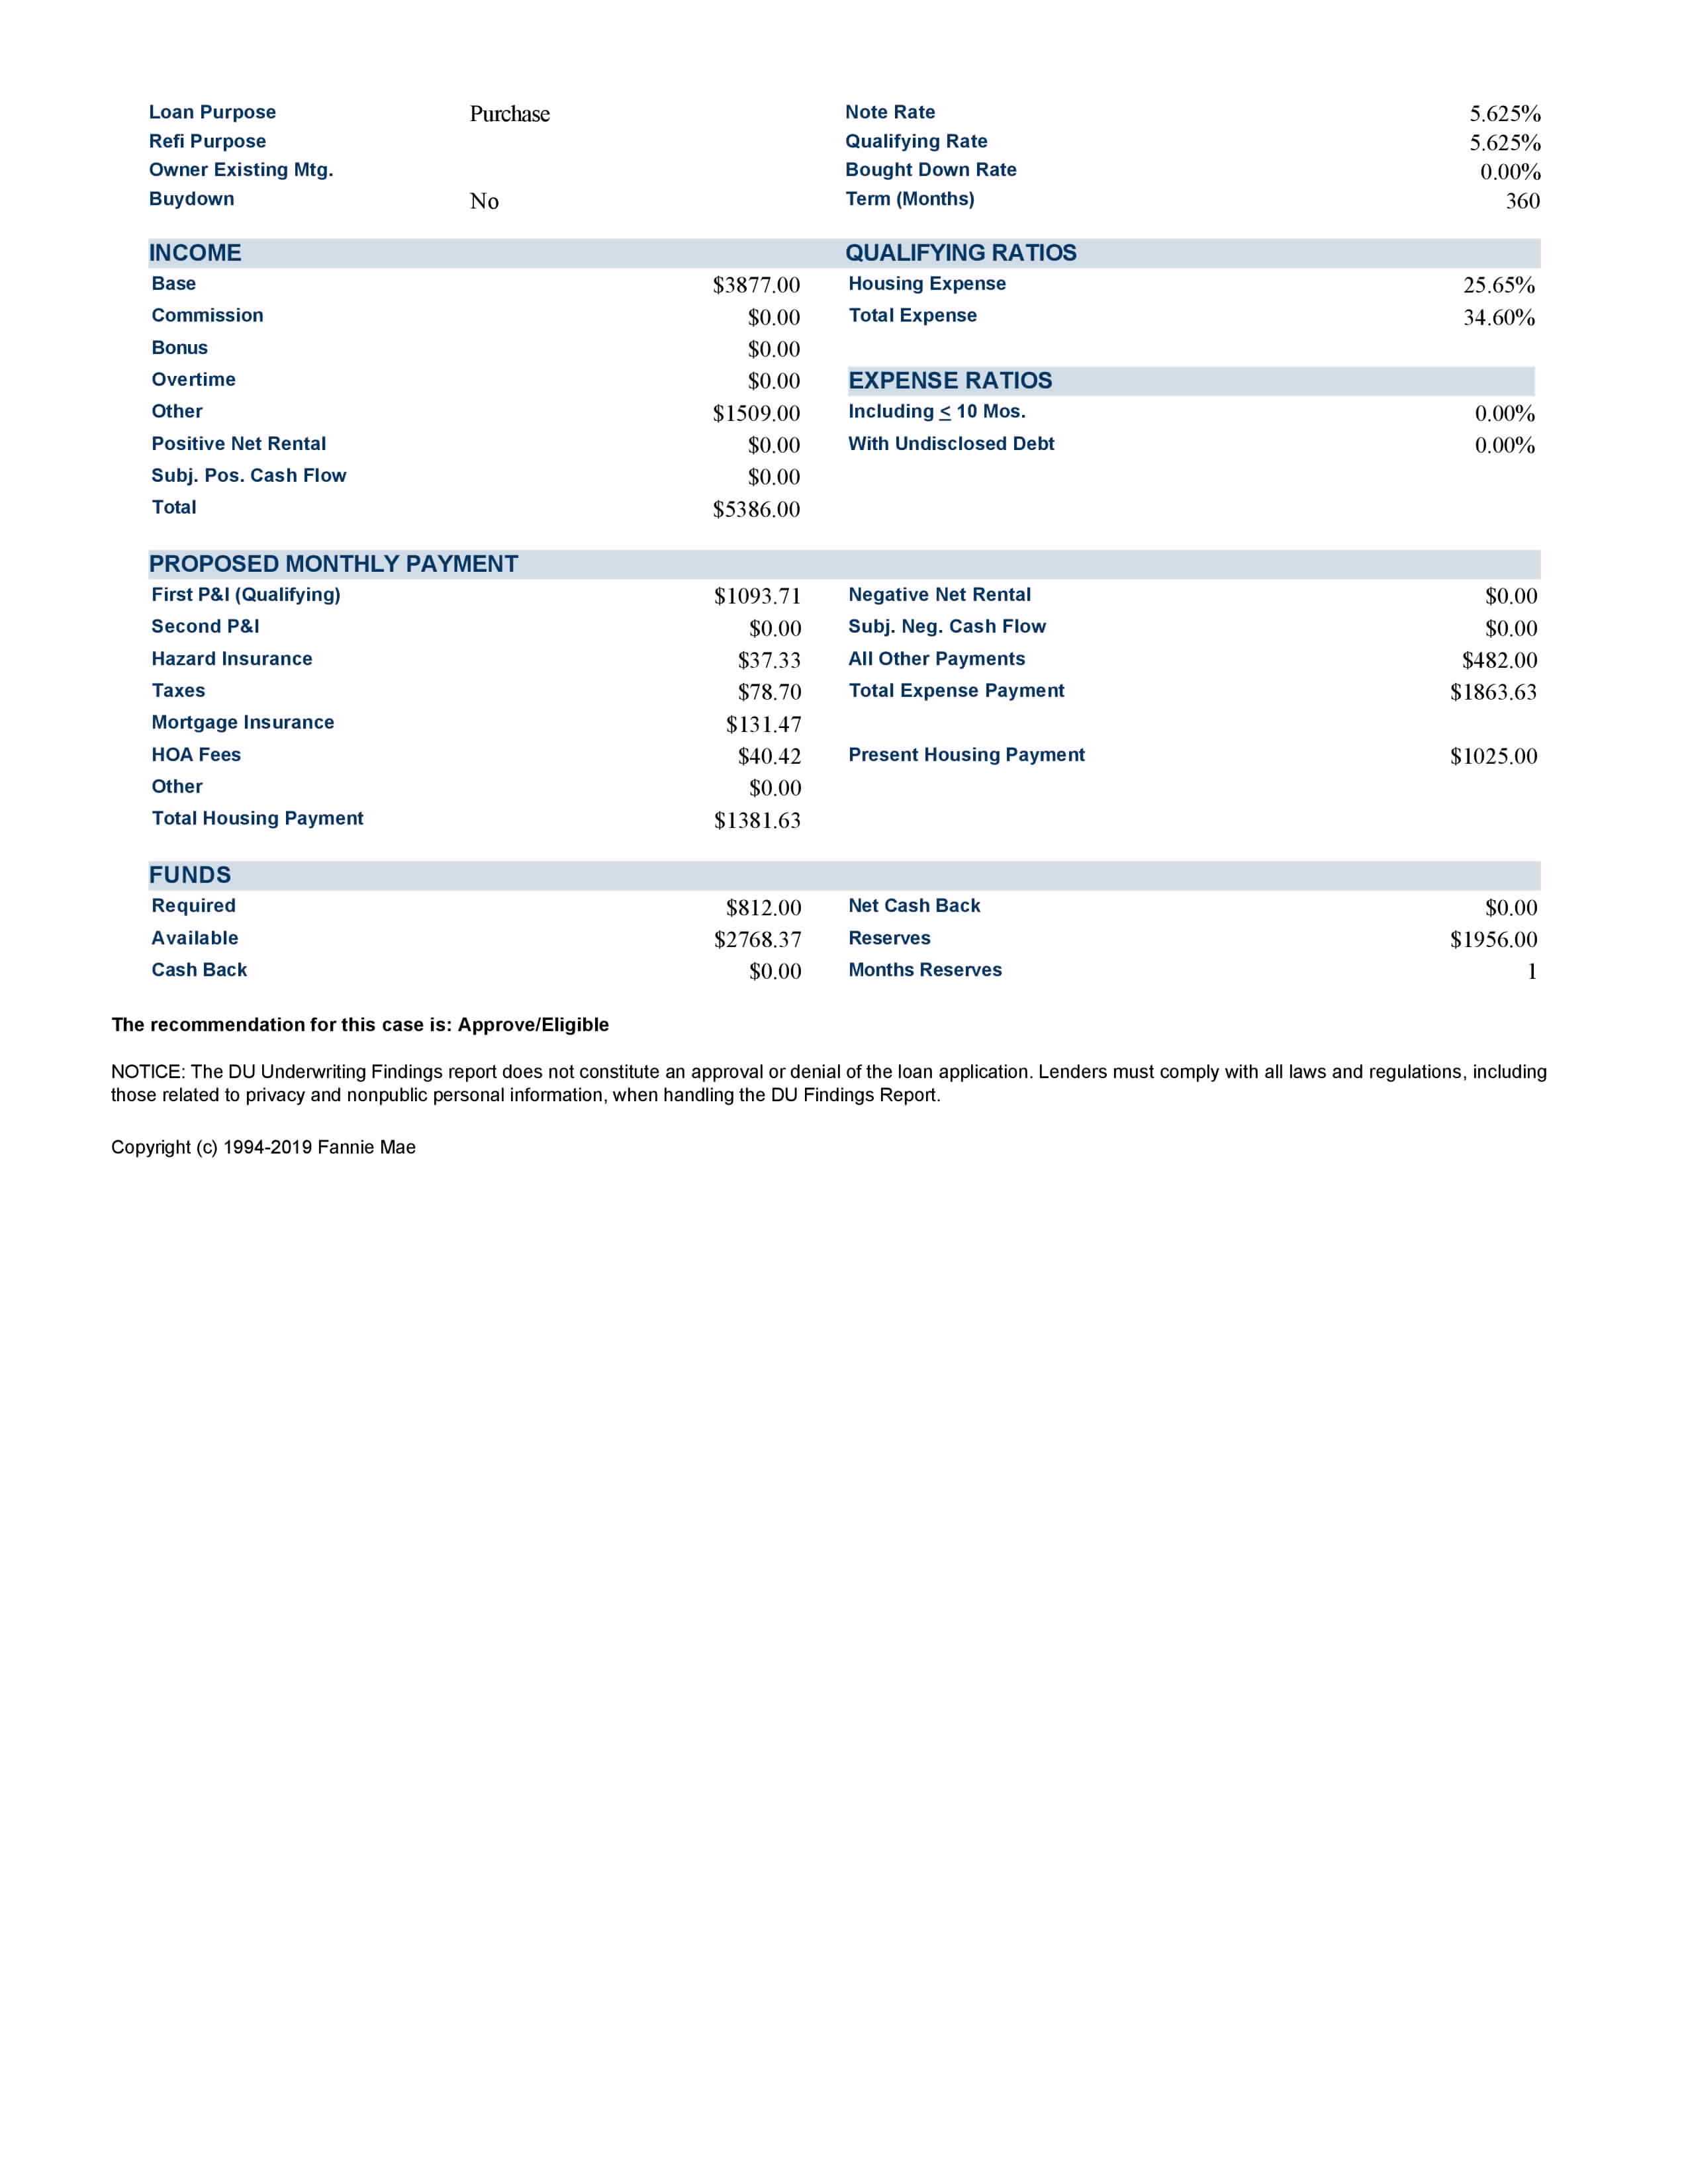 Loan Purpose Purchase Note Rate 5.625%
Refi Purpose Qualifying Rate 5.625%
Owner Existing Mtg. Bought Down Rate 0.00%
Buydown No Term (Months) 360
INCOME QUALIFYING RATIOS
Base $3877.00 Housing Expense 25.65%
Commission $0.00 Total Expense 34.60%
Bonus $0.00
Overtime $0.00 EXPENSE RATIOS
Other $1509.00 Including ≤ 10 Mos. 0.00%
Positive Net Rental $0.00 With Undisclosed Debt 0.00%
Subj. Pos. Cash Flow $0.00
Total $5386.00
PROPOSED MONTHLY PAYMENT
First P&I (Qualifying) $1093.71 Negative Net Rental $0.00
Second P&I $0.00 Subj. Neg. Cash Flow $0.00
Hazard Insurance $37.33 All Other Payments $482.00
Taxes $78.70 Total Expense Payment $1863.63
Mortgage Insurance $131.47
HOA Fees $40.42 Present Housing Payment $1025.00
Other $0.00
Total Housing Payment $1381.63
FUNDS
Required $812.00 Net Cash Back $0.00
Available $2768.37 Reserves $1956.00
Cash Back $0.00 Months Reserves 1
The recommendation for this case is: Approve/Eligible
NOTICE: The DU Underwriting Findings report does not constitute an approval or denial of the loan application. Lenders must comply with all laws and regulations, including
those related to privacy and nonpublic personal information, when handling the DU Findings Report.
Copyright (c) 1994-2019 Fannie Mae